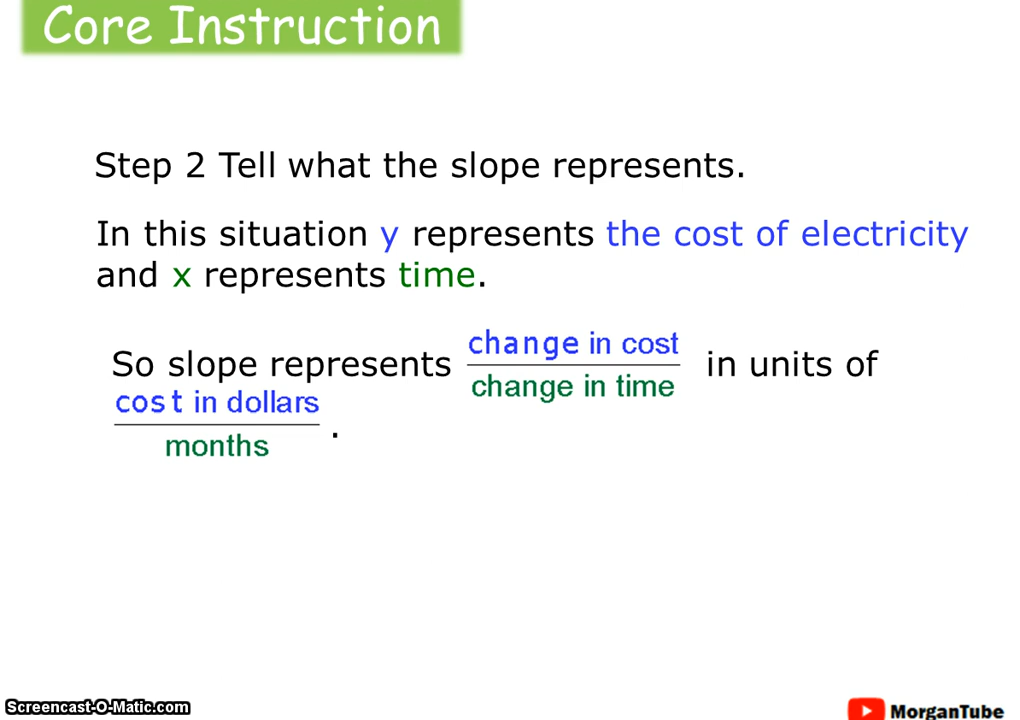 Core Instruction
Step 2 Tell what the slope represents.
In this situation y represents the cost of electricity
and x represents time.
So slope represents change in cost / change in time in units of
cost in dollars / months .
Screencast-O-Matic.com
MorganTube